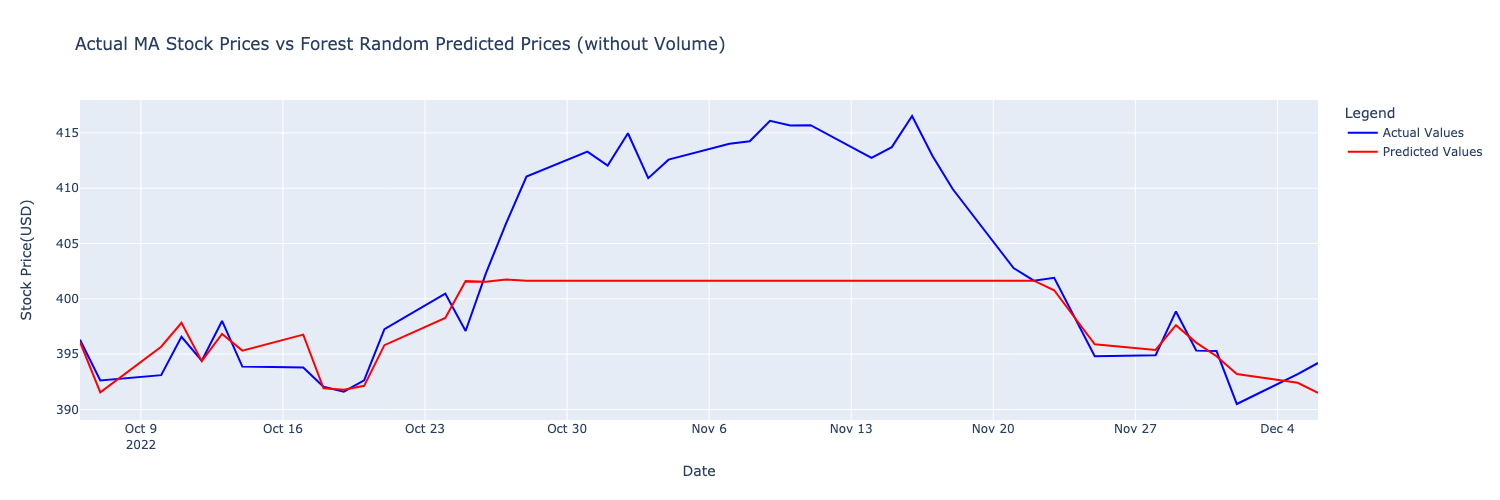 Actual MA Stock Prices vs Forest Random Predicted Prices (without Volume)
Legend
Actual Values
Predicted Values
Stock Price(USD)
415
410
405
400
395
390
Oct 9
2022
Oct 16
Oct 23
Oct 30
Nov 6
Nov 13
Nov 20
Nov 27
Dec 4
Date